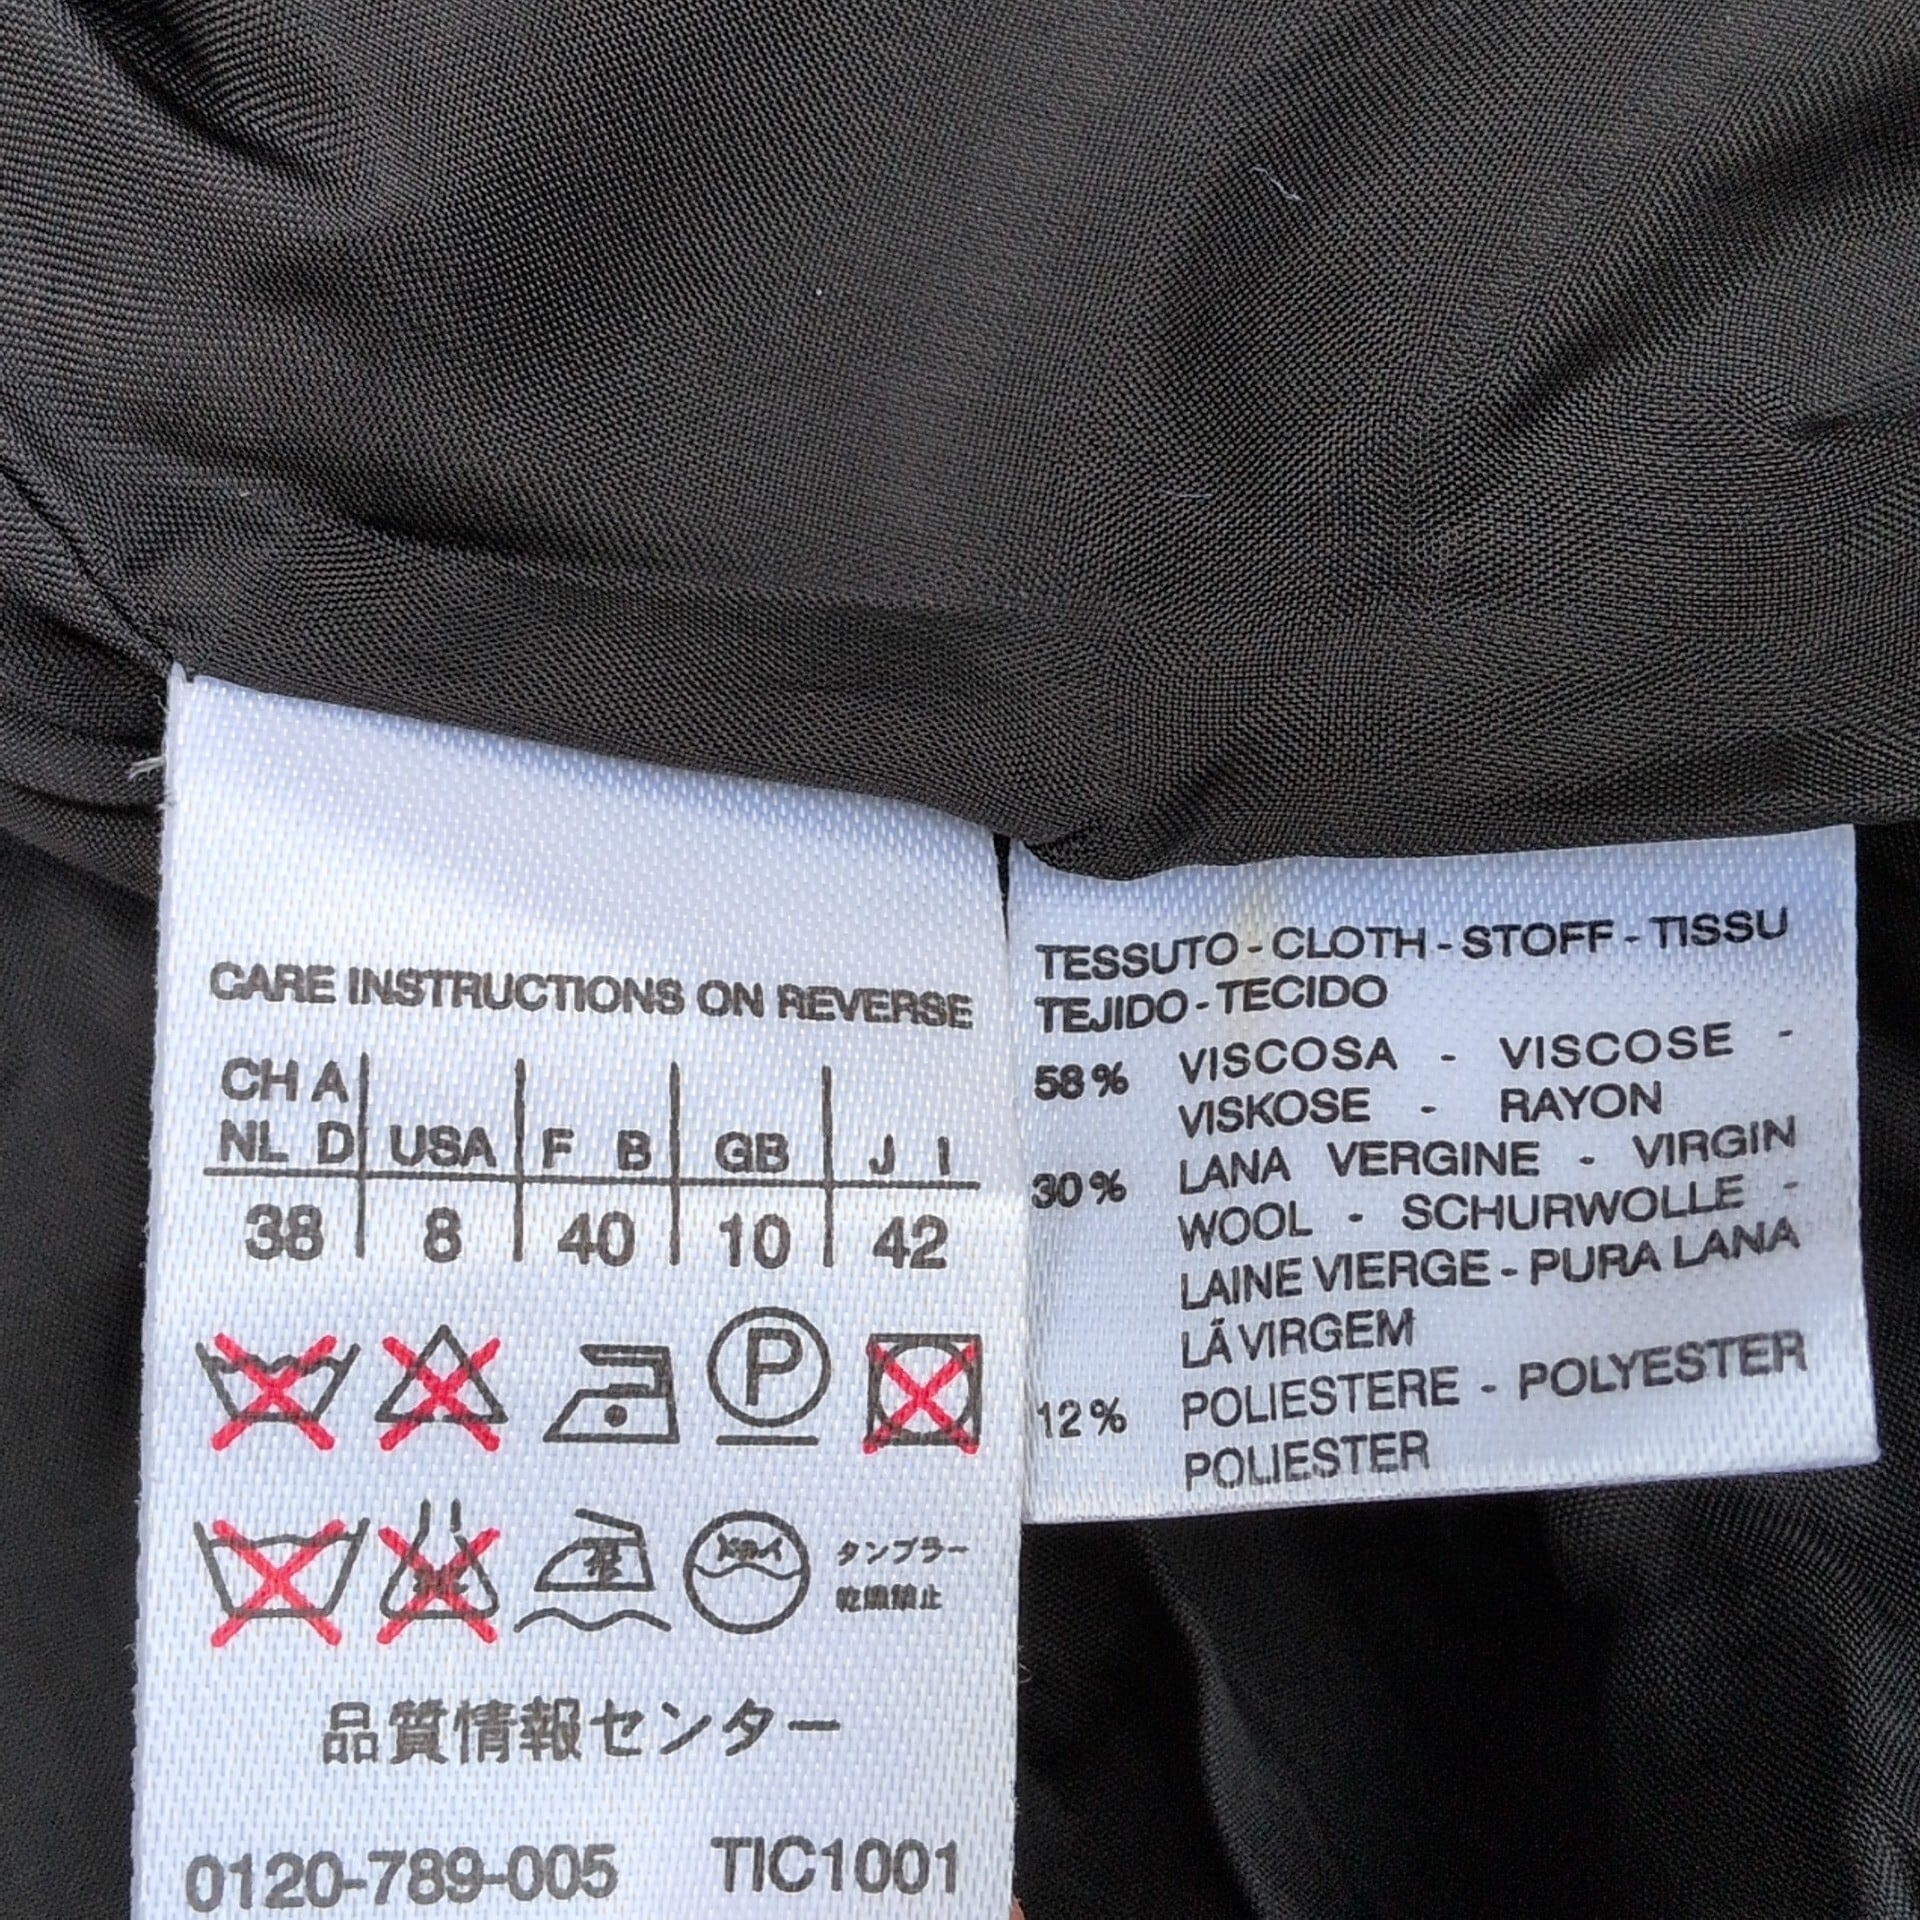 CARE INSTRUCTIONS ON REVERSE
CH A
NL D USA F B GB J I
38 8 40 10 42
P
ドライ
タンブラー
乾燥禁止
品質情報センター
0120-789-005 TIC1001
TESSUTO - CLOTH - STOFF - TISSU
TEJIDO - TECIDO
58% VISCOSA - VISCOSE -
VISKOSE - RAYON
30% LANA VERGINE - VIRGIN
WOOL - SCHURWOLLE -
LAINE VIERGE - PURA LANA
LÃ VIRGEM
12% POLIESTERE - POLYESTER
POLIESTER